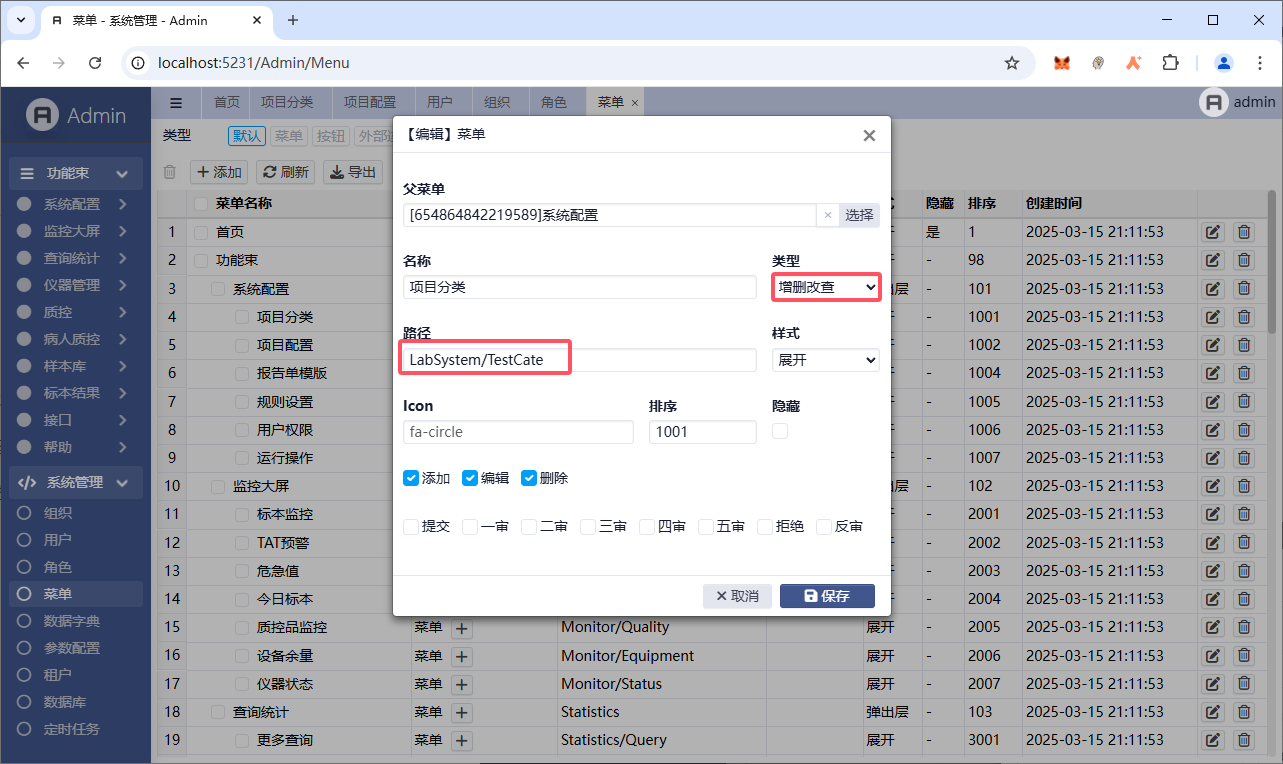 菜单 - 系统管理 - Admin
localhost:5231/Admin/Menu
Admin
首页 项目分类 项目配置 用户 组织 角色 菜单
admin
类型 默认 菜单 按钮
添加 刷新 导出
功能束
系统配置
监控大屏
查询统计
仪器管理
质控
病人质控
样本库
标本结果
接口
帮助
系统管理
组织
用户
角色
菜单
数据字典
参数配置
租户
数据库
定时任务
【编辑】菜单
父菜单
[654864842219589]系统配置 × 选择
名称 类型
项目分类 增删改查
路径 样式
LabSystem/TestCate 展开
Icon 排序 隐藏
fa-circle 1001
添加 编辑 删除
提交 一审 二审 三审 四审 五审 拒绝 反审
取消 保存
菜单名称 隐藏 排序 创建时间
1 首页 是 1 2025-03-15 21:11:53
2 功能束 - 98 2025-03-15 21:11:53
3 系统配置 - 101 2025-03-15 21:11:53
4 项目分类 - 1001 2025-03-15 21:11:53
5 项目配置 - 1002 2025-03-15 21:11:53
6 报告单模版 - 1004 2025-03-15 21:11:53
7 规则设置 - 1005 2025-03-15 21:11:53
8 用户权限 - 1006 2025-03-15 21:11:53
9 运行操作 - 1007 2025-03-15 21:11:53
10 监控大屏 - 102 2025-03-15 21:11:53
11 标本监控 - 2001 2025-03-15 21:11:53
12 TAT预警 - 2002 2025-03-15 21:11:53
13 危急值 - 2003 2025-03-15 21:11:53
14 今日标本 - 2004 2025-03-15 21:11:53
15 质控品监控 菜单 Monitor/Quality 展开 - 2005 2025-03-15 21:11:53
16 设备余量 菜单 Monitor/Equipment 展开 - 2006 2025-03-15 21:11:53
17 仪器状态 菜单 Monitor/Status 展开 - 2007 2025-03-15 21:11:53
18 查询统计 菜单 Statistics 弹出层 - 103 2025-03-15 21:11:53
19 更多查询 菜单 Statistics/Query 展开 - 3001 2025-03-15 21:11:53